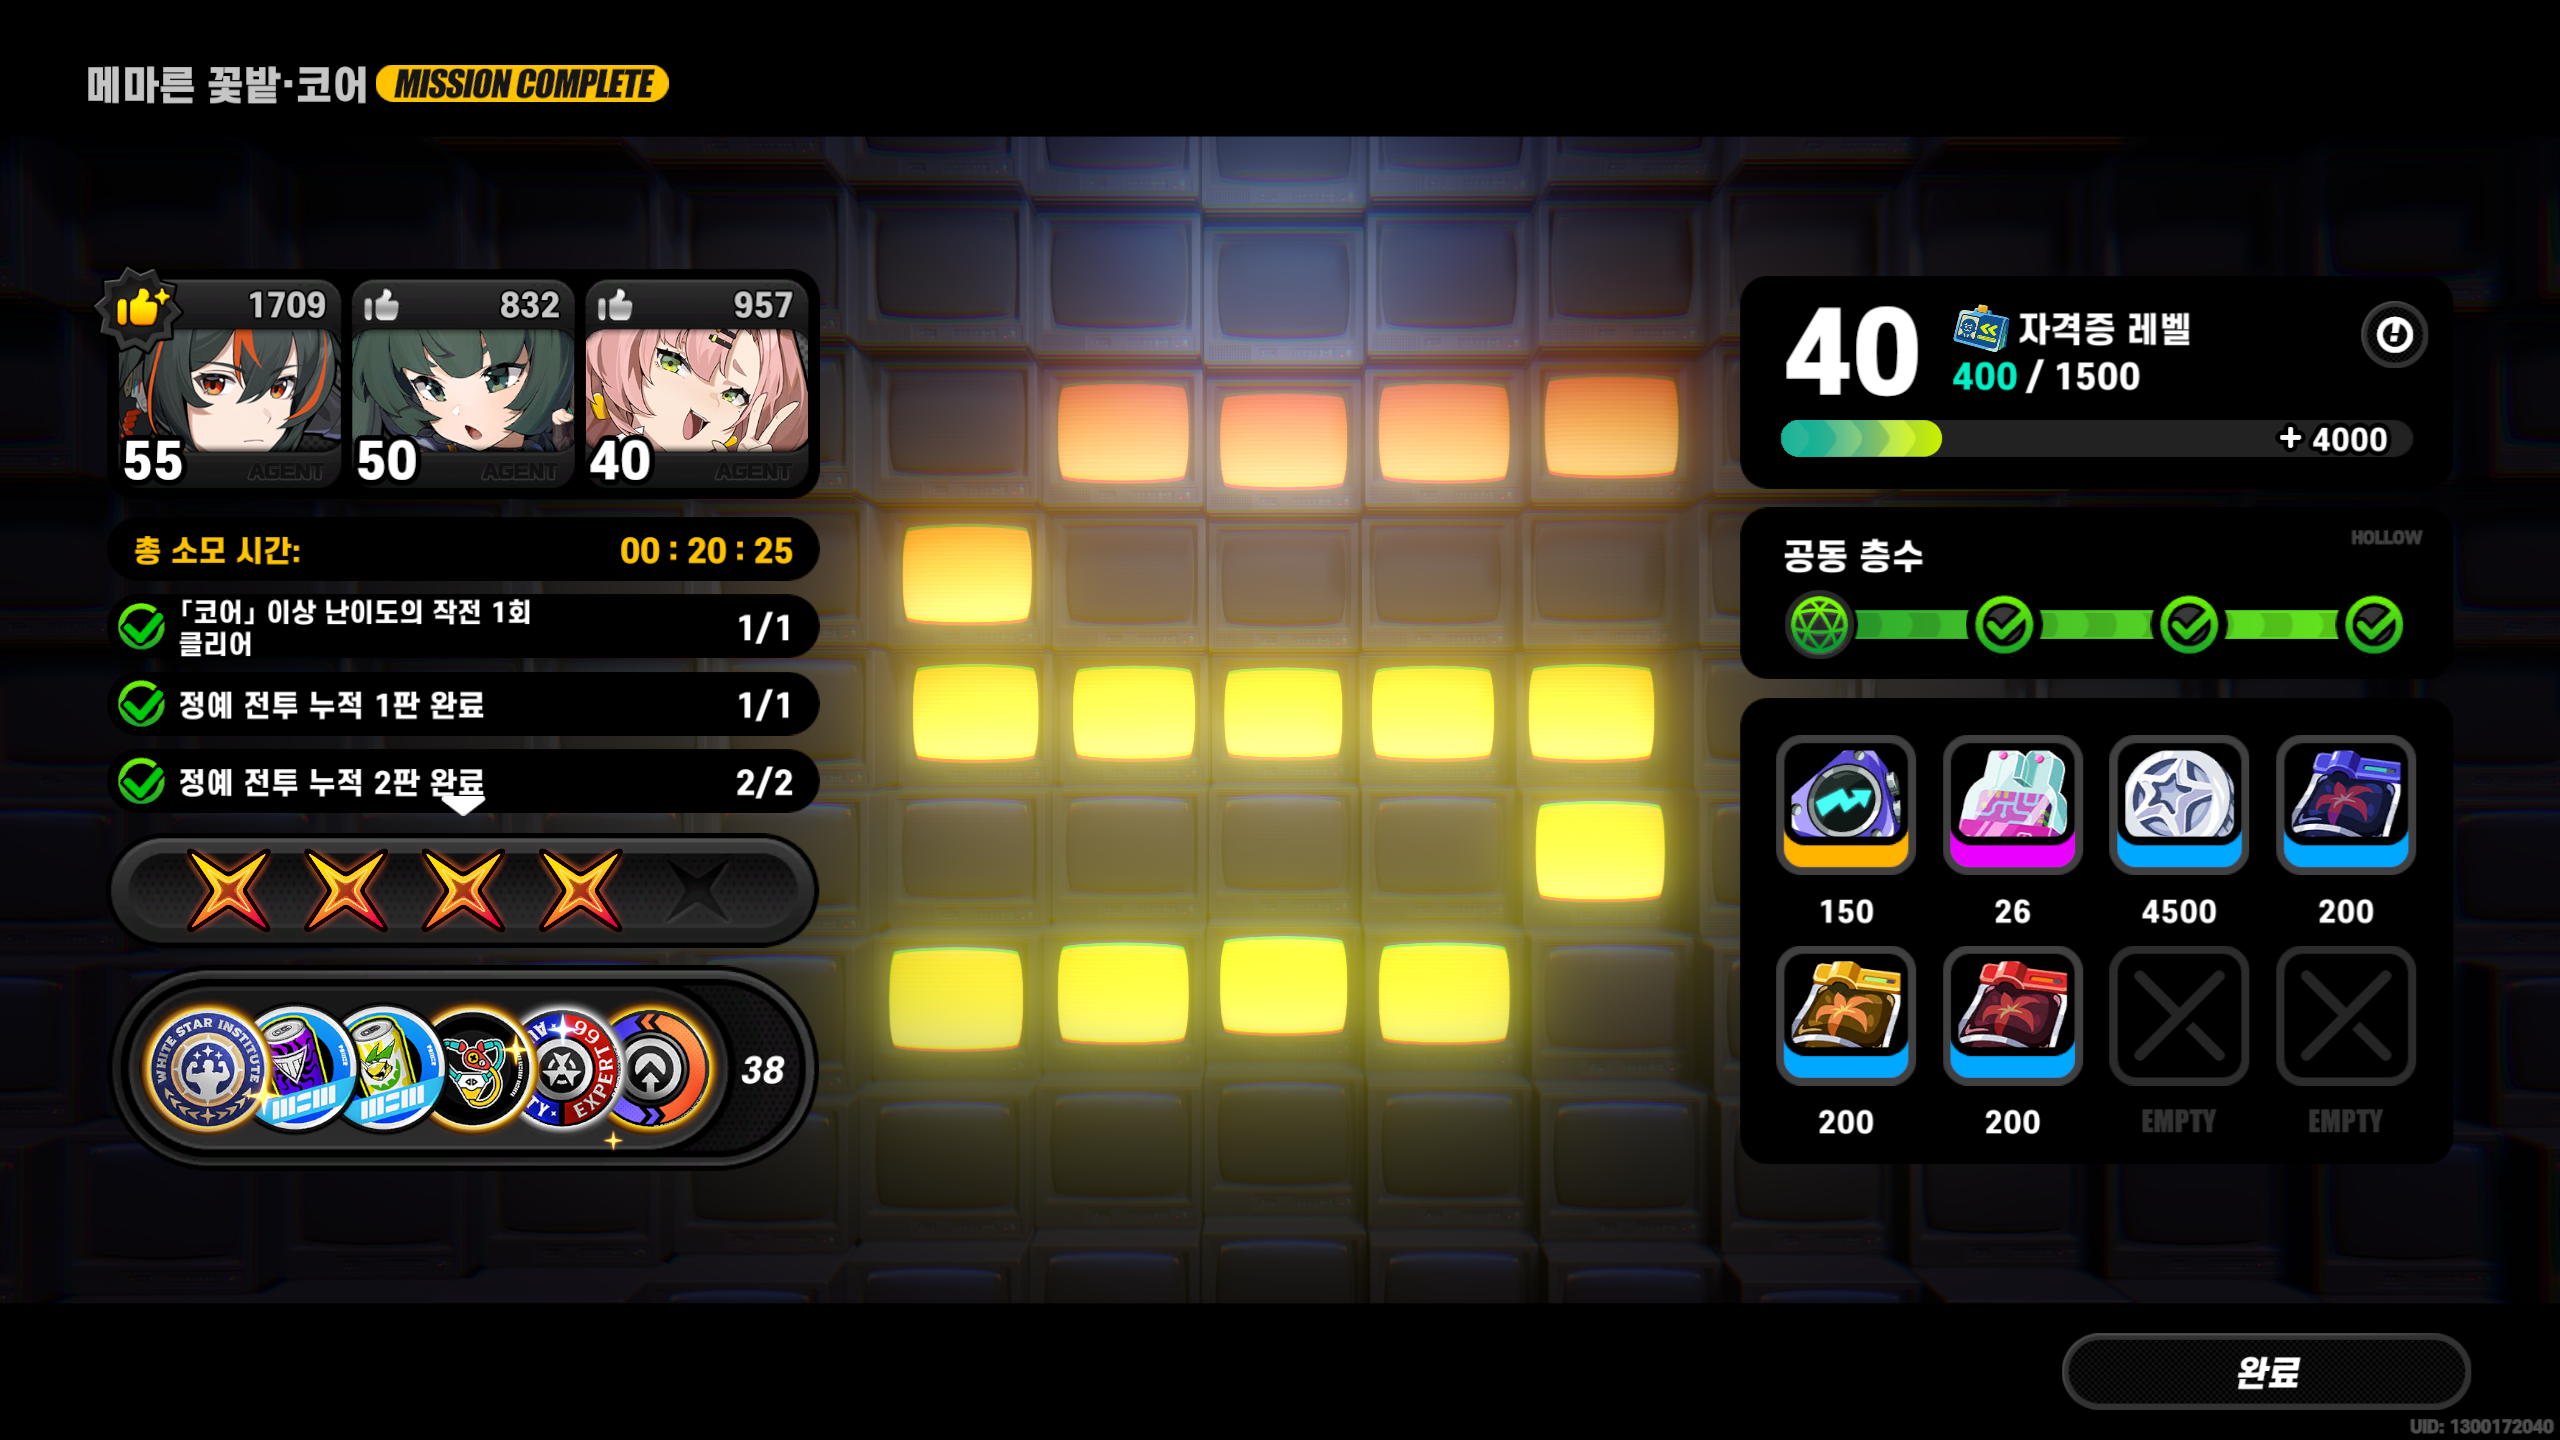 메마른 꽃밭·코어 MISSION COMPLETE
1709
832
957
55 AGENT
50 AGENT
40 AGENT
총 소모 시간: 00 : 20 : 25
「코어」 이상 난이도의 작전 1회
클리어
1/1
정예 전투 누적 1판 완료 1/1
정예 전투 누적 2판 완료 2/2
WHITE STAR INSTITUTE
EXPERT66
38
40 자격증 레벨
400 / 1500
+ 4000
공동 층수 HOLLOW
150 26 4500 200
200 200 EMPTY EMPTY
완료
UID: 1300172040